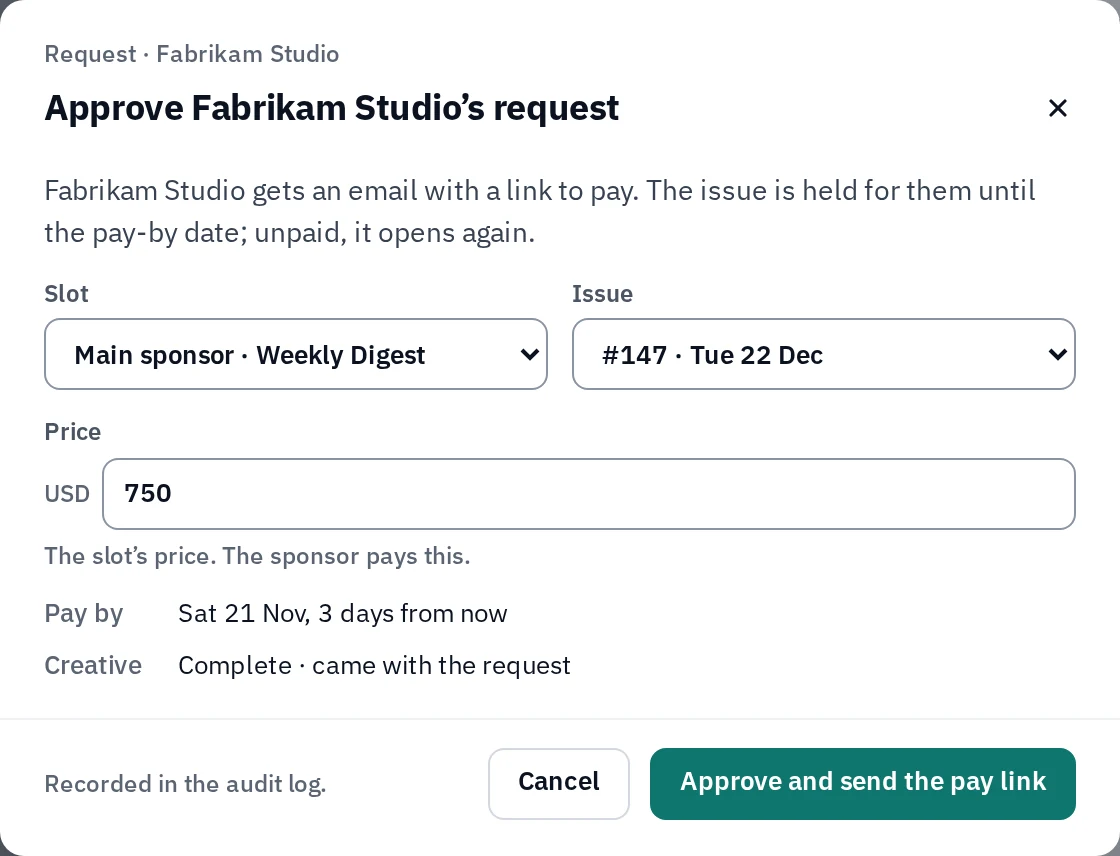 Request · Fabrikam Studio
Approve Fabrikam Studio’s request
Fabrikam Studio gets an email with a link to pay. The issue is held for them until
the pay-by date; unpaid, it opens again.
Slot
Issue
Main sponsor · Weekly Digest
#147 · Tue 22 Dec
Price
USD 750
The slot’s price. The sponsor pays this.
Pay by Sat 21 Nov, 3 days from now
Creative Complete · came with the request
Recorded in the audit log.
Cancel
Approve and send the pay link